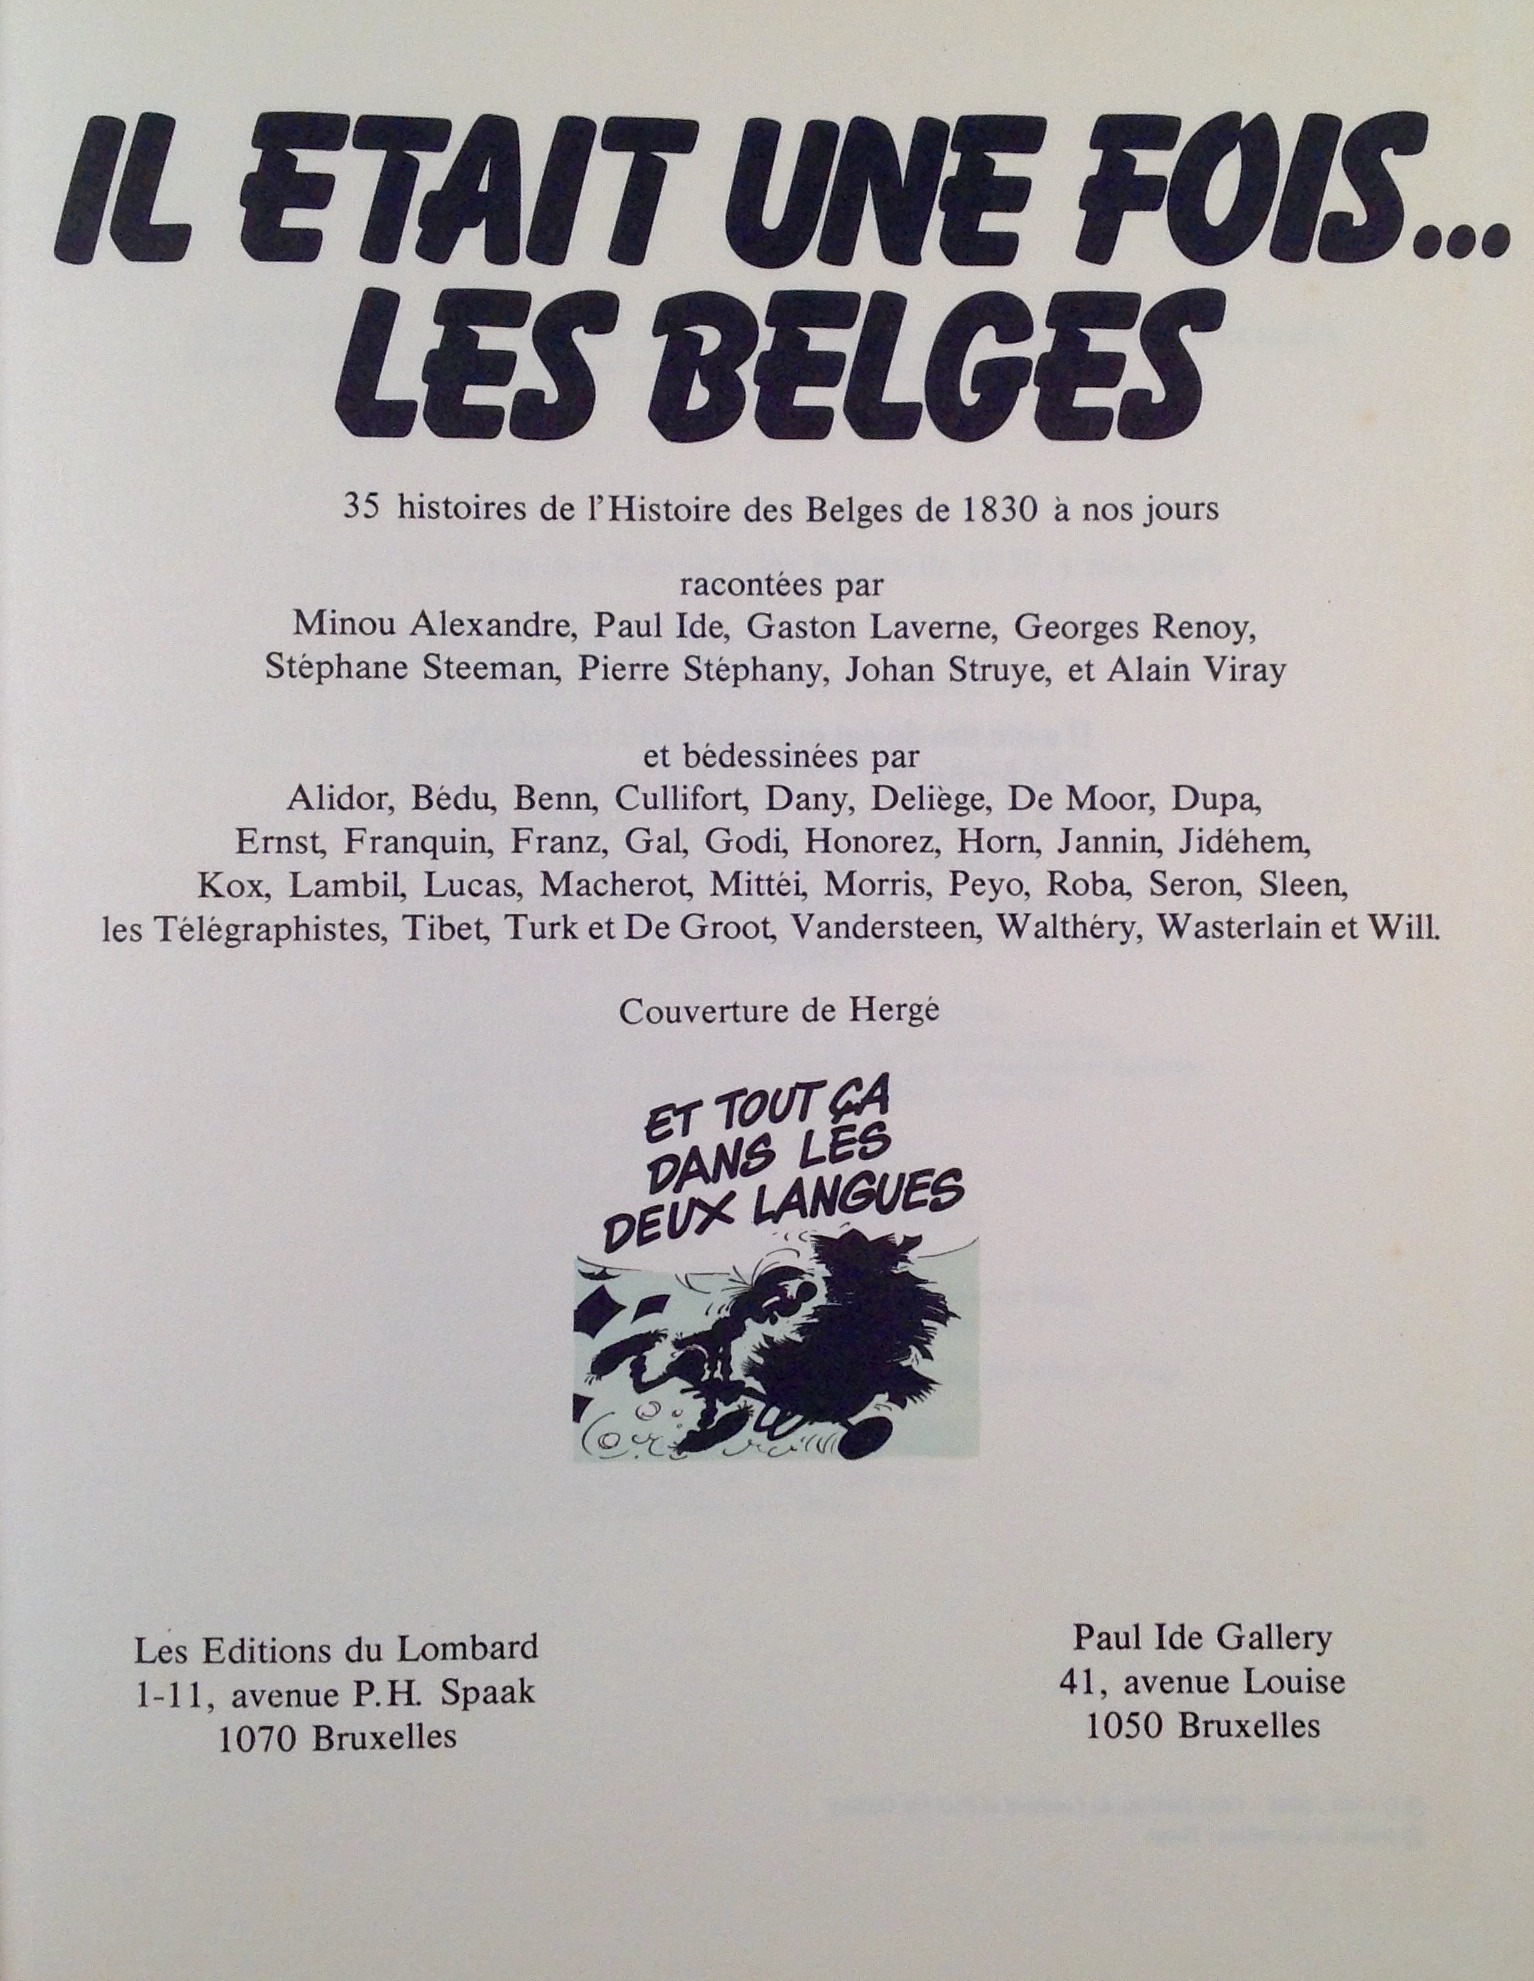 IL ETAIT UNE FOIS...
LES BELGES
35 histoires de l'Histoire des Belges de 1830 à nos jours
racontées par
Minou Alexandre, Paul Ide, Gaston Laverne, Georges Renoy,
Stéphane Steeman, Pierre Stéphany, Johan Struye, et Alain Viray
et bédessinées par
Alidor, Bédu, Benn, Cullifort, Dany, Deliège, De Moor, Dupa,
Ernst, Franquin, Franz, Gal, Godi, Honorez, Horn, Jannin, Jidéhem,
Kox, Lambil, Lucas, Macherot, Mittéi, Morris, Peyo, Roba, Seron, Sleen,
les Télégraphistes, Tibet, Turk et De Groot, Vandersteen, Walthéry, Wasterlain et Will.
Couverture de Hergé
ET TOUT ÇA
DANS LES
DEUX LANGUES
Les Editions du Lombard
1-11, avenue P.H. Spaak
1070 Bruxelles
Paul Ide Gallery
41, avenue Louise
1050 Bruxelles